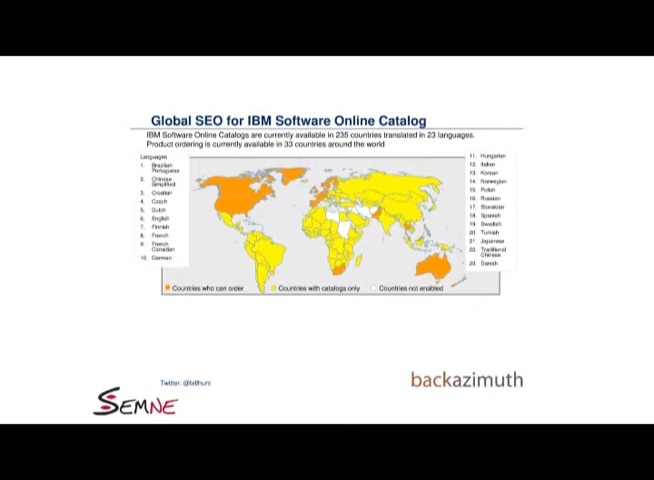 Global SEO for IBM Software Online Catalog
IBM Software Online Catalogs are currently available in 235 countries translated in 23 languages.
Product ordering is currently available in 33 countries around the world
Languages
1. Brazilian
Portuguese
2. Chinese
Simplified
3. Croatian
4. Czech
5. Dutch
6. English
7. Finnish
8. French
9. French
Canadian
10. German
11. Hungarian
12. Italian
13. Korean
14. Norwegian
15. Polish
16. Russian
17. Slovakian
18. Spanish
19. Swedish
20. Turkish
21. Japanese
22. Traditional
Chinese
23. Danish
Countries who can order
Countries with catalogs only
Countries not enabled
Twitter: @billhunt
backazimuth
SEMNE